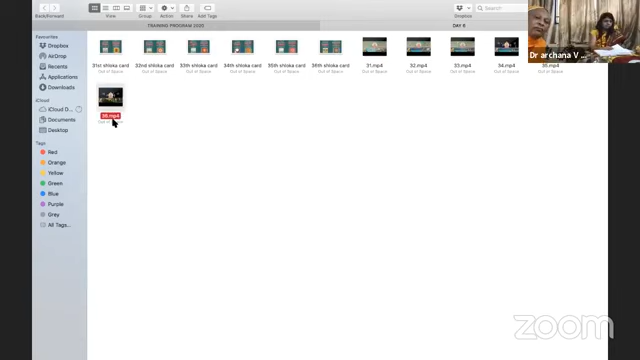 Back/Forward
View
Group
Action
Add Tags
Dropbox
Search
TRAINING PROGRAM 2020
DAY 6
Favourites
Dropbox
AirDrop
Recents
Applications
Downloads
iCloud
iCloud D...
Documents
Desktop
Tags
Red
Orange
Yellow
Green
Blue
Purple
Grey
All Tags...
31st shloka card
Out of Space
32nd shloka card
Out of Space
33th shloka card
Out of Space
34th shloka card
Out of Space
35th shloka card
Out of Space
36th shloka card
Out of Space
31.mp4
Out of Space
32.mp4
Out of Space
33.mp4
Out of Space
34.mp4
Out of Space
35.mp4
Out of Space
36.mp4
Dr archana V ...
zoom